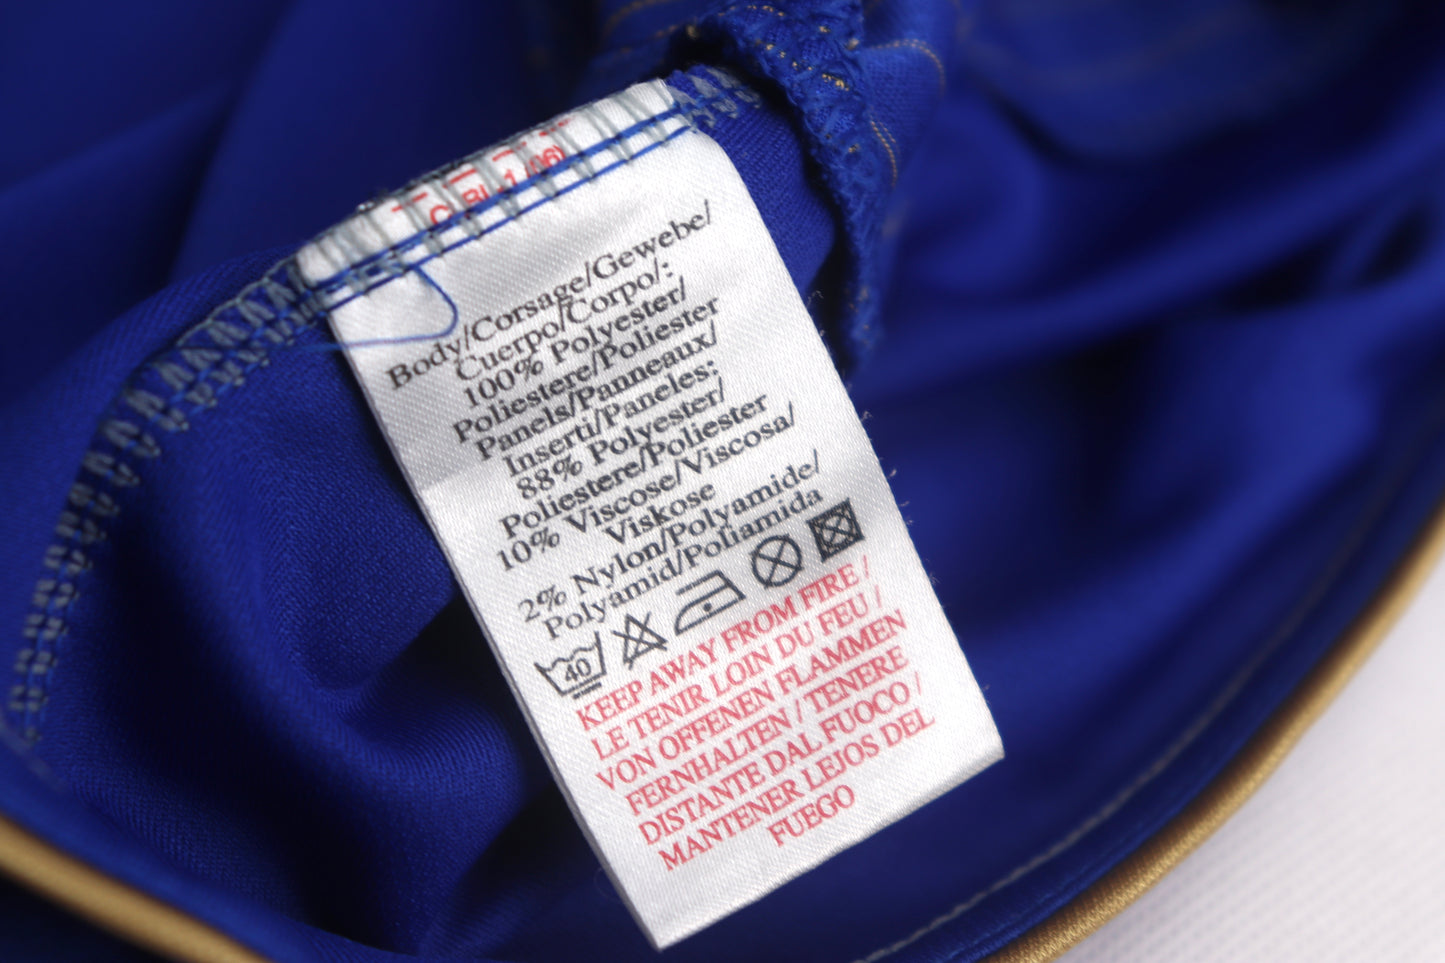 Body/Corsage/Gewebe/
Cuerpo/Corpo/:
100% Polyester/
Poliestere/Poliester
Panels/Panneaux/
Inserti/Paneles:
88% Polyester/
Poliestere/Poliester
10% Viscose/Viscosa/
Viskose
2% Nylon/Polyamide/
Polyamid/Poliamida
40
KEEP AWAY FROM FIRE /
LE TENIR LOIN DU FEU /
VON OFFENEN FLAMMEN
FERNHALTEN / TENERE
DISTANTE DAL FUOCO /
MANTENER LEJOS DEL
FUEGO